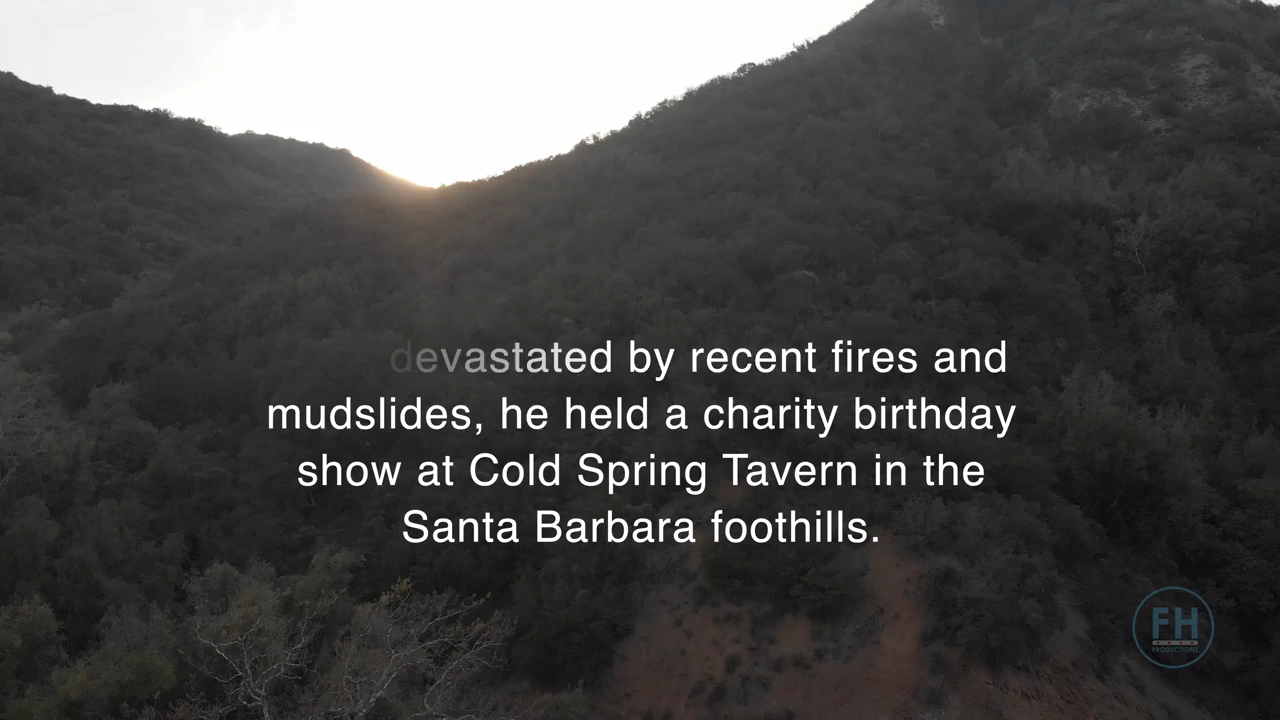 devastated by recent fires and
mudslides, he held a charity birthday
show at Cold Spring Tavern in the
Santa Barbara foothills.
FH
PRODUCTIONS